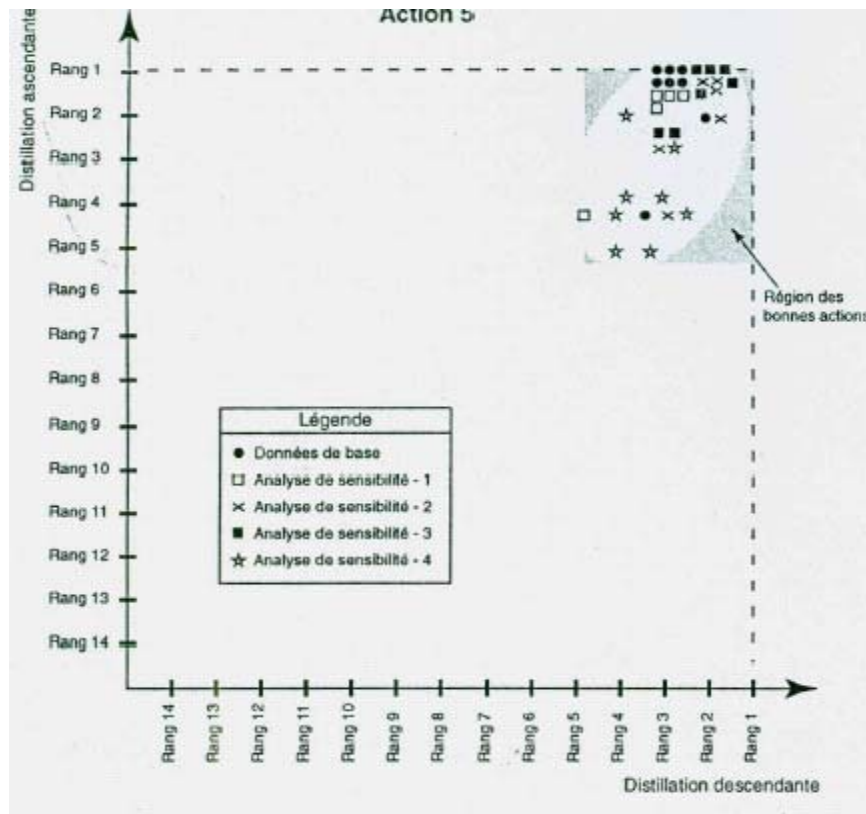 Action 5
Distillation ascendante
Rang 1
Rang 2
Rang 3
Rang 4
Rang 5
Rang 6
Rang 7
Rang 8
Rang 9
Rang 10
Rang 11
Rang 12
Rang 13
Rang 14
Région des
bonnes actions
Légende
Données de base
Analyse de sensibilité - 1
Analyse de sensibilité - 2
Analyse de sensibilité - 3
Analyse de sensibilité - 4
Rang 14
Rang 13
Rang 12
Rang 11
Rang 10
Rang 9
Rang 8
Rang 7
Rang 6
Rang 5
Rang 4
Rang 3
Rang 2
Rang 1
Distillation descendante